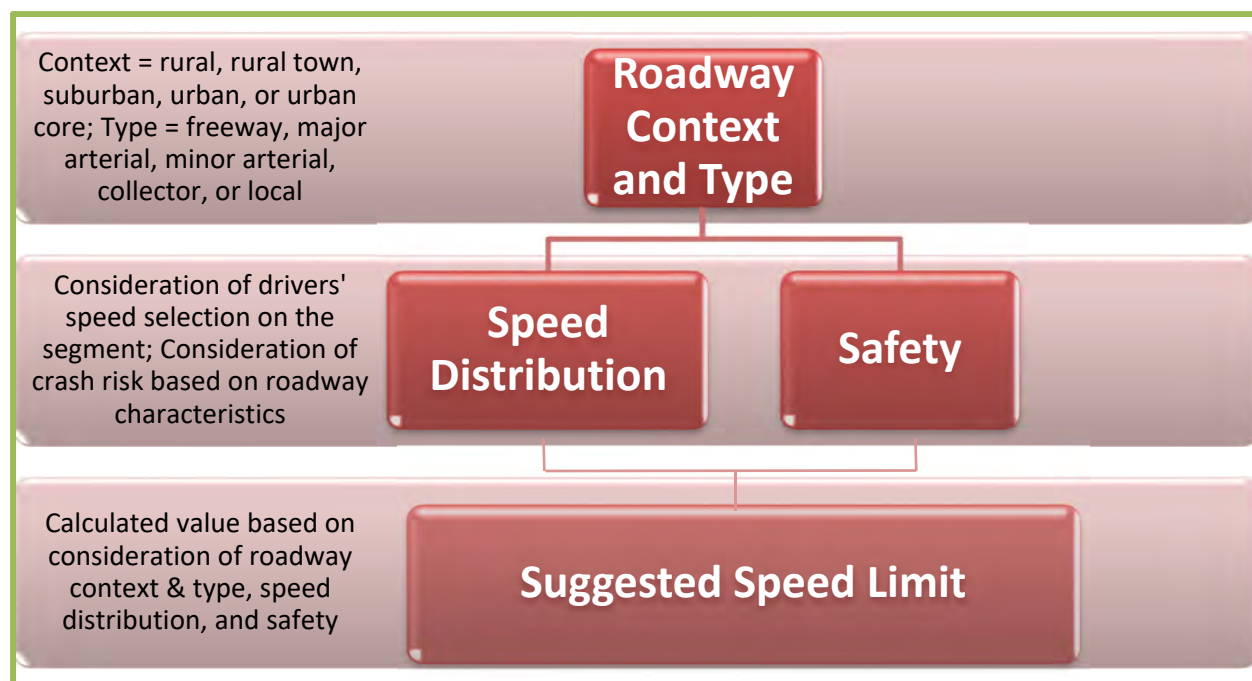 Context = rural, rural town,
suburban, urban, or urban
core; Type = freeway, major
arterial, minor arterial,
collector, or local
Roadway
Context
and Type
Consideration of drivers'
speed selection on the
segment; Consideration of
crash risk based on roadway
characteristics
Speed
Distribution
Safety
Calculated value based on
consideration of roadway
context & type, speed
distribution, and safety
Suggested Speed Limit